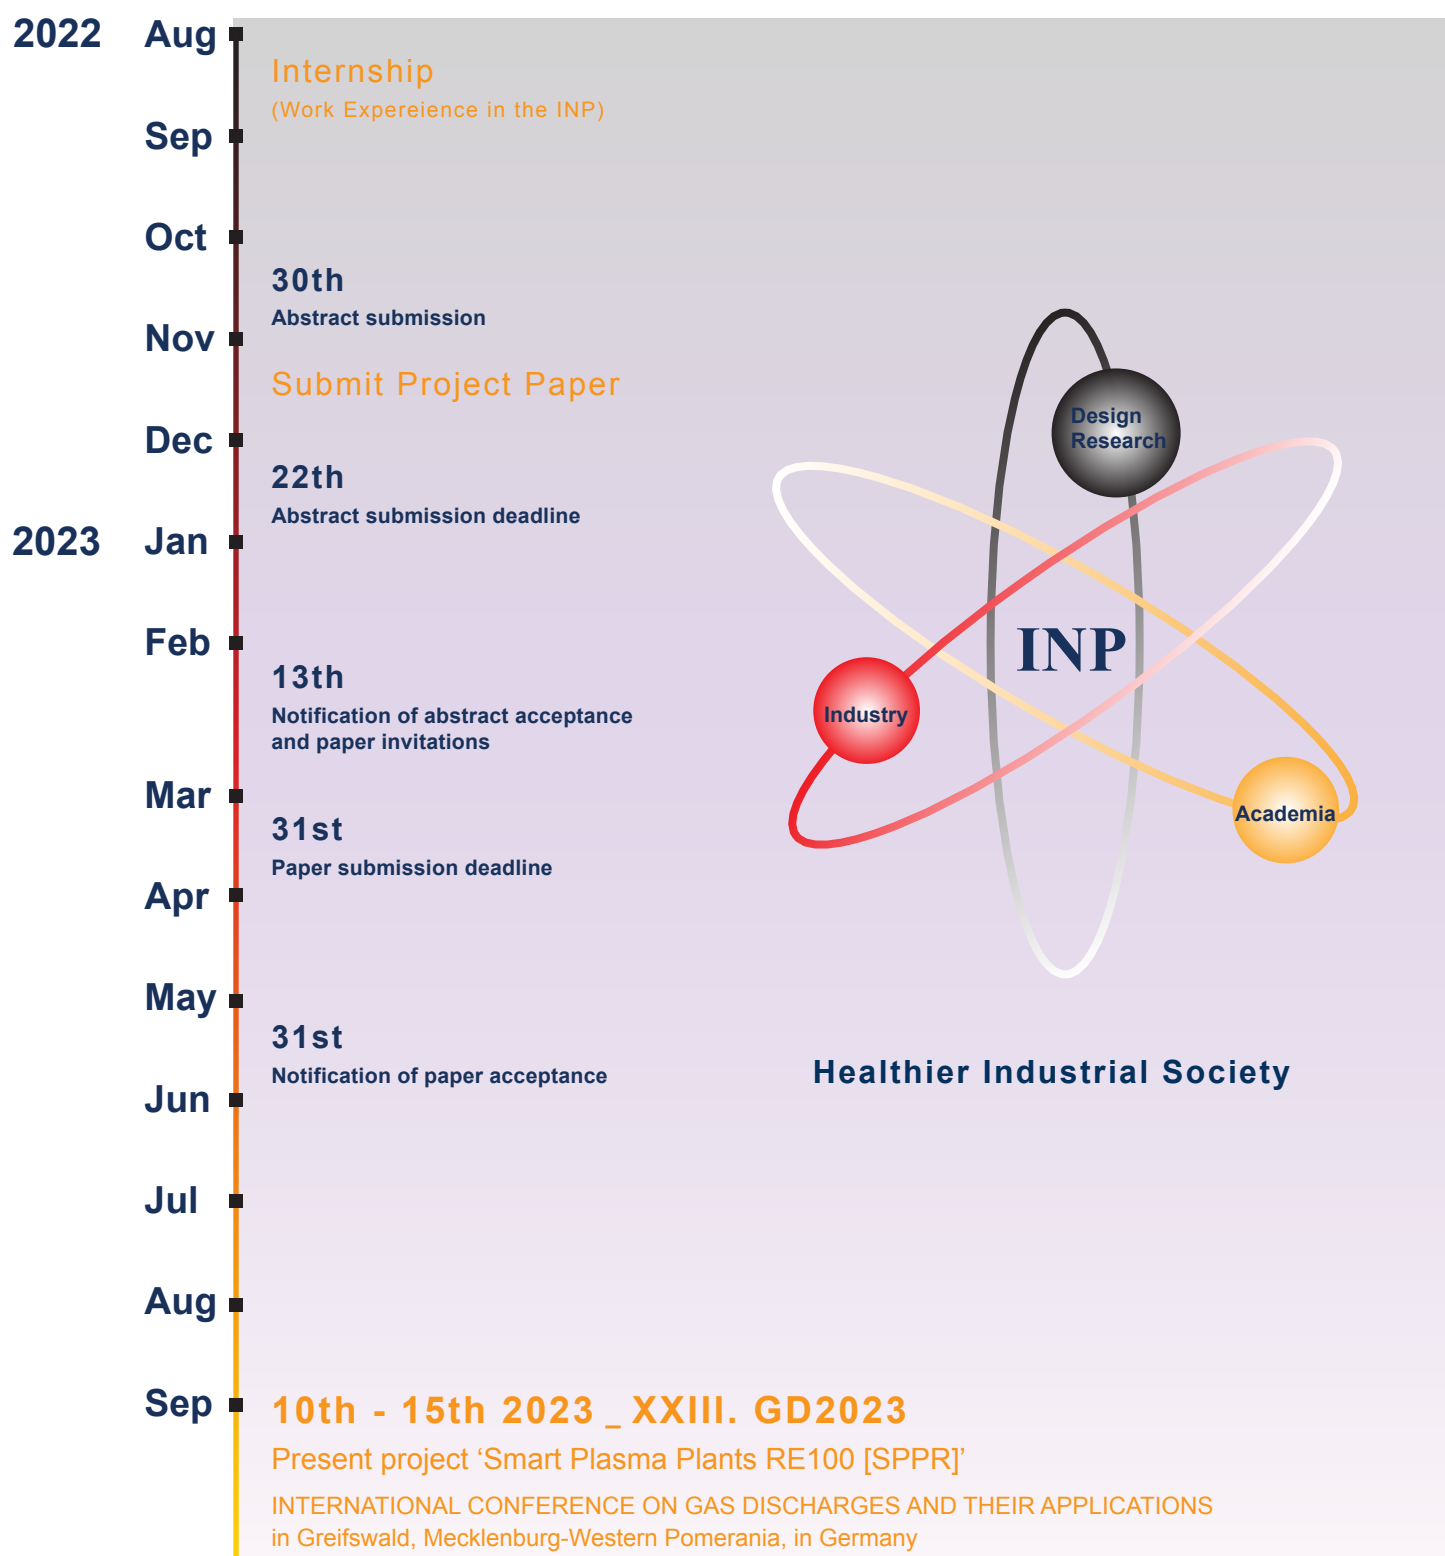 2022 Aug
Internship
(Work Expereience in the INP)
Sep
Oct
30th
Abstract submission
Nov
Submit Project Paper
Dec
22th
Abstract submission deadline
2023 Jan
Feb
13th
Notification of abstract acceptance
and paper invitations
Mar
31st
Paper submission deadline
Apr
May
31st
Notification of paper acceptance
Jun
Jul
Aug
Sep
10th - 15th 2023 _ XXIII. GD2023
Present project ‘Smart Plasma Plants RE100 [SPPR]’
INTERNATIONAL CONFERENCE ON GAS DISCHARGES AND THEIR APPLICATIONS
in Greifswald, Mecklenburg-Western Pomerania, in Germany
Design
Research
INP
Industry
Academia
Healthier Industrial Society